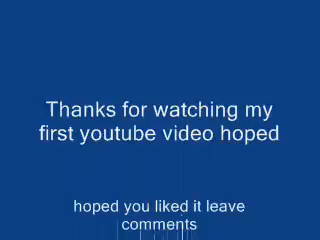 Thanks for watching my
first youtube video hoped
hoped you liked it leave
comments